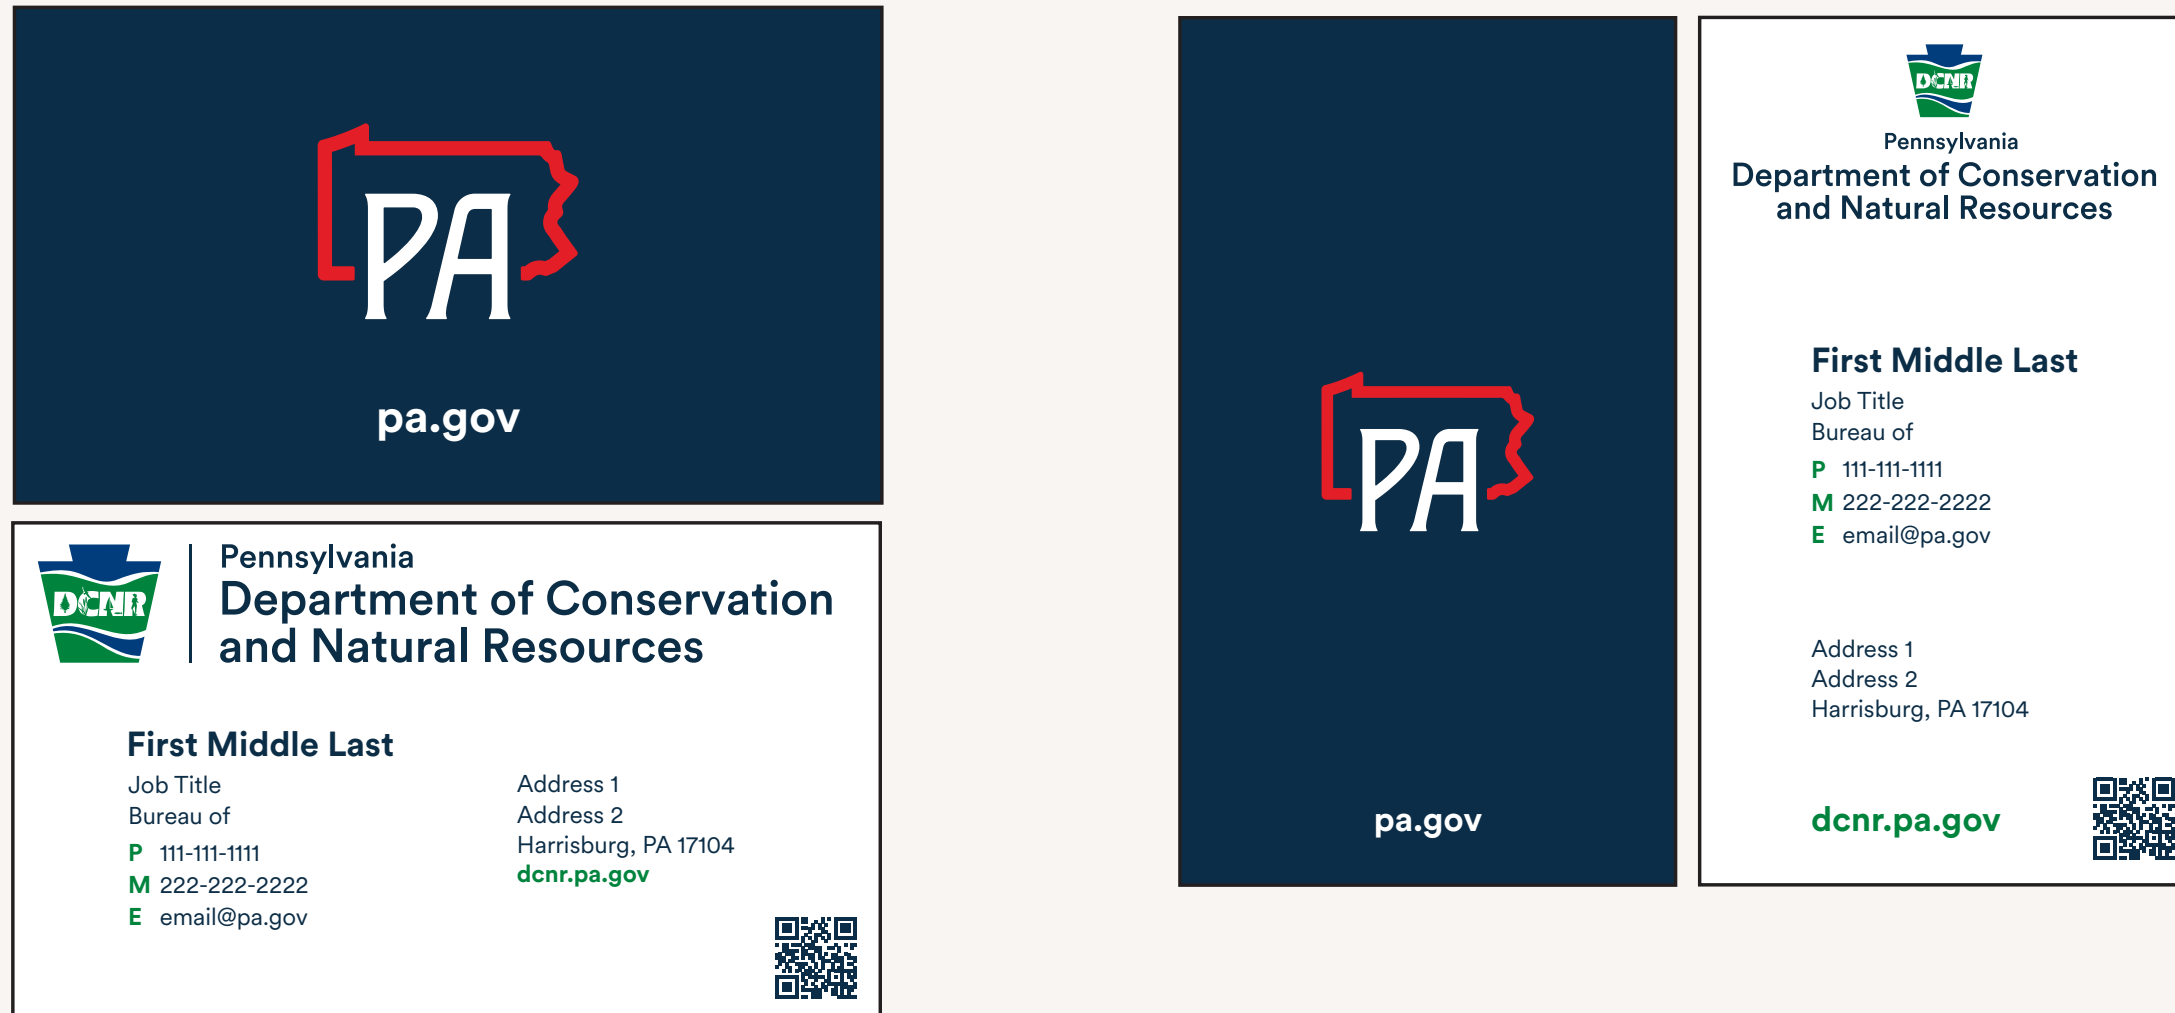 PA
pa.gov
DCNR
Pennsylvania
Department of Conservation
and Natural Resources
First Middle Last
Job Title
Bureau of
P 111-111-1111
M 222-222-2222
E email@pa.gov
Address 1
Address 2
Harrisburg, PA 17104
dcnr.pa.gov
PA
pa.gov
DCNR
Pennsylvania
Department of Conservation
and Natural Resources
First Middle Last
Job Title
Bureau of
P 111-111-1111
M 222-222-2222
E email@pa.gov
Address 1
Address 2
Harrisburg, PA 17104
dcnr.pa.gov